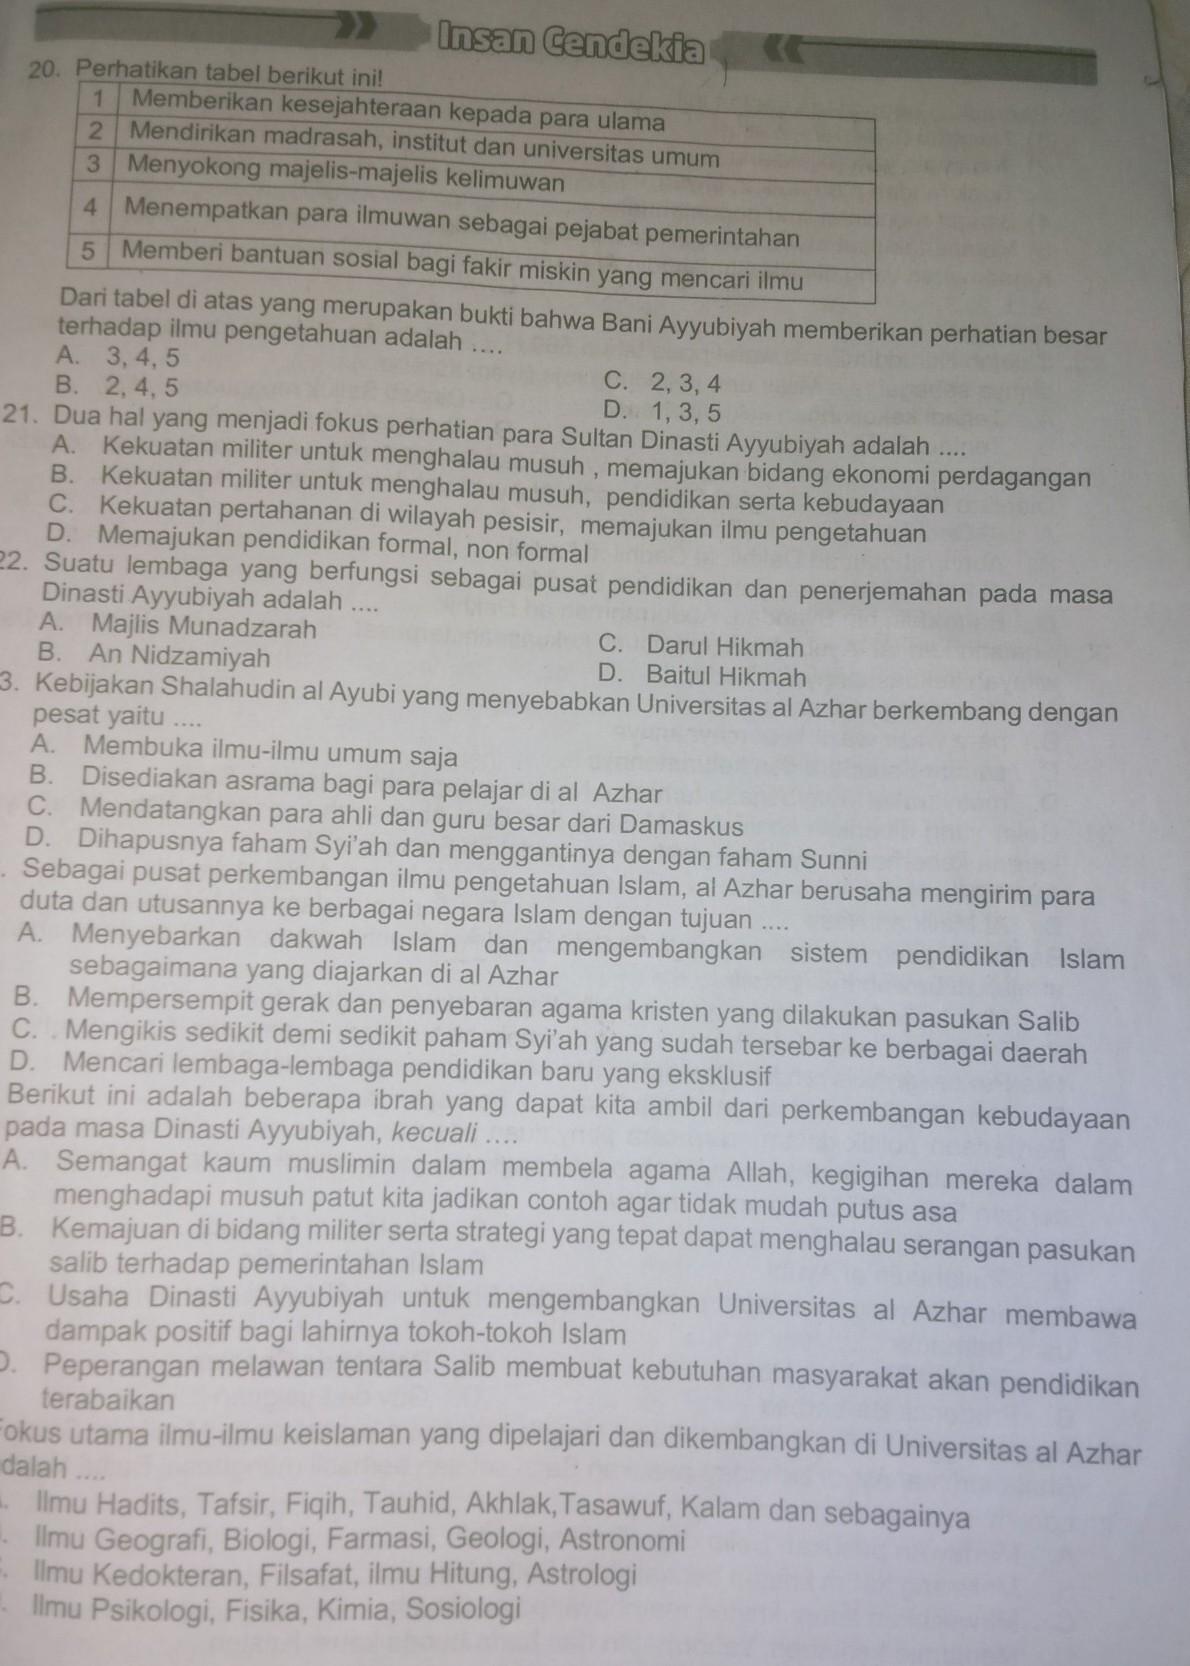 Insan Cendekia
20. Perhatikan tabel berikut ini!
1 Memberikan kesejahteraan kepada para ulama
2 Mendirikan madrasah, institut dan universitas umum
3 Menyokong majelis-majelis kelimuwan
4 Menempatkan para ilmuwan sebagai pejabat pemerintahan
5 Memberi bantuan sosial bagi fakir miskin yang mencari ilmu
Dari tabel di atas yang merupakan bukti bahwa Bani Ayyubiyah memberikan perhatian besar
terhadap ilmu pengetahuan adalah ....
A. 3, 4, 5
B. 2, 4, 5
C. 2, 3, 4
D. 1, 3, 5
21. Dua hal yang menjadi fokus perhatian para Sultan Dinasti Ayyubiyah adalah ....
A. Kekuatan militer untuk menghalau musuh , memajukan bidang ekonomi perdagangan
B. Kekuatan militer untuk menghalau musuh, pendidikan serta kebudayaan
C. Kekuatan pertahanan di wilayah pesisir, memajukan ilmu pengetahuan
D. Memajukan pendidikan formal, non formal
22. Suatu lembaga yang berfungsi sebagai pusat pendidikan dan penerjemahan pada masa
Dinasti Ayyubiyah adalah ....
A. Majlis Munadzarah
B. An Nidzamiyah
C. Darul Hikmah
D. Baitul Hikmah
3. Kebijakan Shalahudin al Ayubi yang menyebabkan Universitas al Azhar berkembang dengan
pesat yaitu ....
A. Membuka ilmu-ilmu umum saja
B. Disediakan asrama bagi para pelajar di al Azhar
C. Mendatangkan para ahli dan guru besar dari Damaskus
D. Dihapusnya faham Syi'ah dan menggantinya dengan faham Sunni
. Sebagai pusat perkembangan ilmu pengetahuan Islam, al Azhar berusaha mengirim para
duta dan utusannya ke berbagai negara Islam dengan tujuan ....
A. Menyebarkan dakwah Islam dan mengembangkan sistem pendidikan Islam
sebagaimana yang diajarkan di al Azhar
B. Mempersempit gerak dan penyebaran agama kristen yang dilakukan pasukan Salib
C. Mengikis sedikit demi sedikit paham Syi'ah yang sudah tersebar ke berbagai daerah
D. Mencari lembaga-lembaga pendidikan baru yang eksklusif
Berikut ini adalah beberapa ibrah yang dapat kita ambil dari perkembangan kebudayaan
pada masa Dinasti Ayyubiyah, kecuali ....
A. Semangat kaum muslimin dalam membela agama Allah, kegigihan mereka dalam
menghadapi musuh patut kita jadikan contoh agar tidak mudah putus asa
B. Kemajuan di bidang militer serta strategi yang tepat dapat menghalau serangan pasukan
salib terhadap pemerintahan Islam
C. Usaha Dinasti Ayyubiyah untuk mengembangkan Universitas al Azhar membawa
dampak positif bagi lahirnya tokoh-tokoh Islam
D. Peperangan melawan tentara Salib membuat kebutuhan masyarakat akan pendidikan
terabaikan
Fokus utama ilmu-ilmu keislaman yang dipelajari dan dikembangkan di Universitas al Azhar
dalah ....
. Ilmu Hadits, Tafsir, Fiqih, Tauhid, Akhlak,Tasawuf, Kalam dan sebagainya
. Ilmu Geografi, Biologi, Farmasi, Geologi, Astronomi
. Ilmu Kedokteran, Filsafat, ilmu Hitung, Astrologi
. Ilmu Psikologi, Fisika, Kimia, Sosiologi